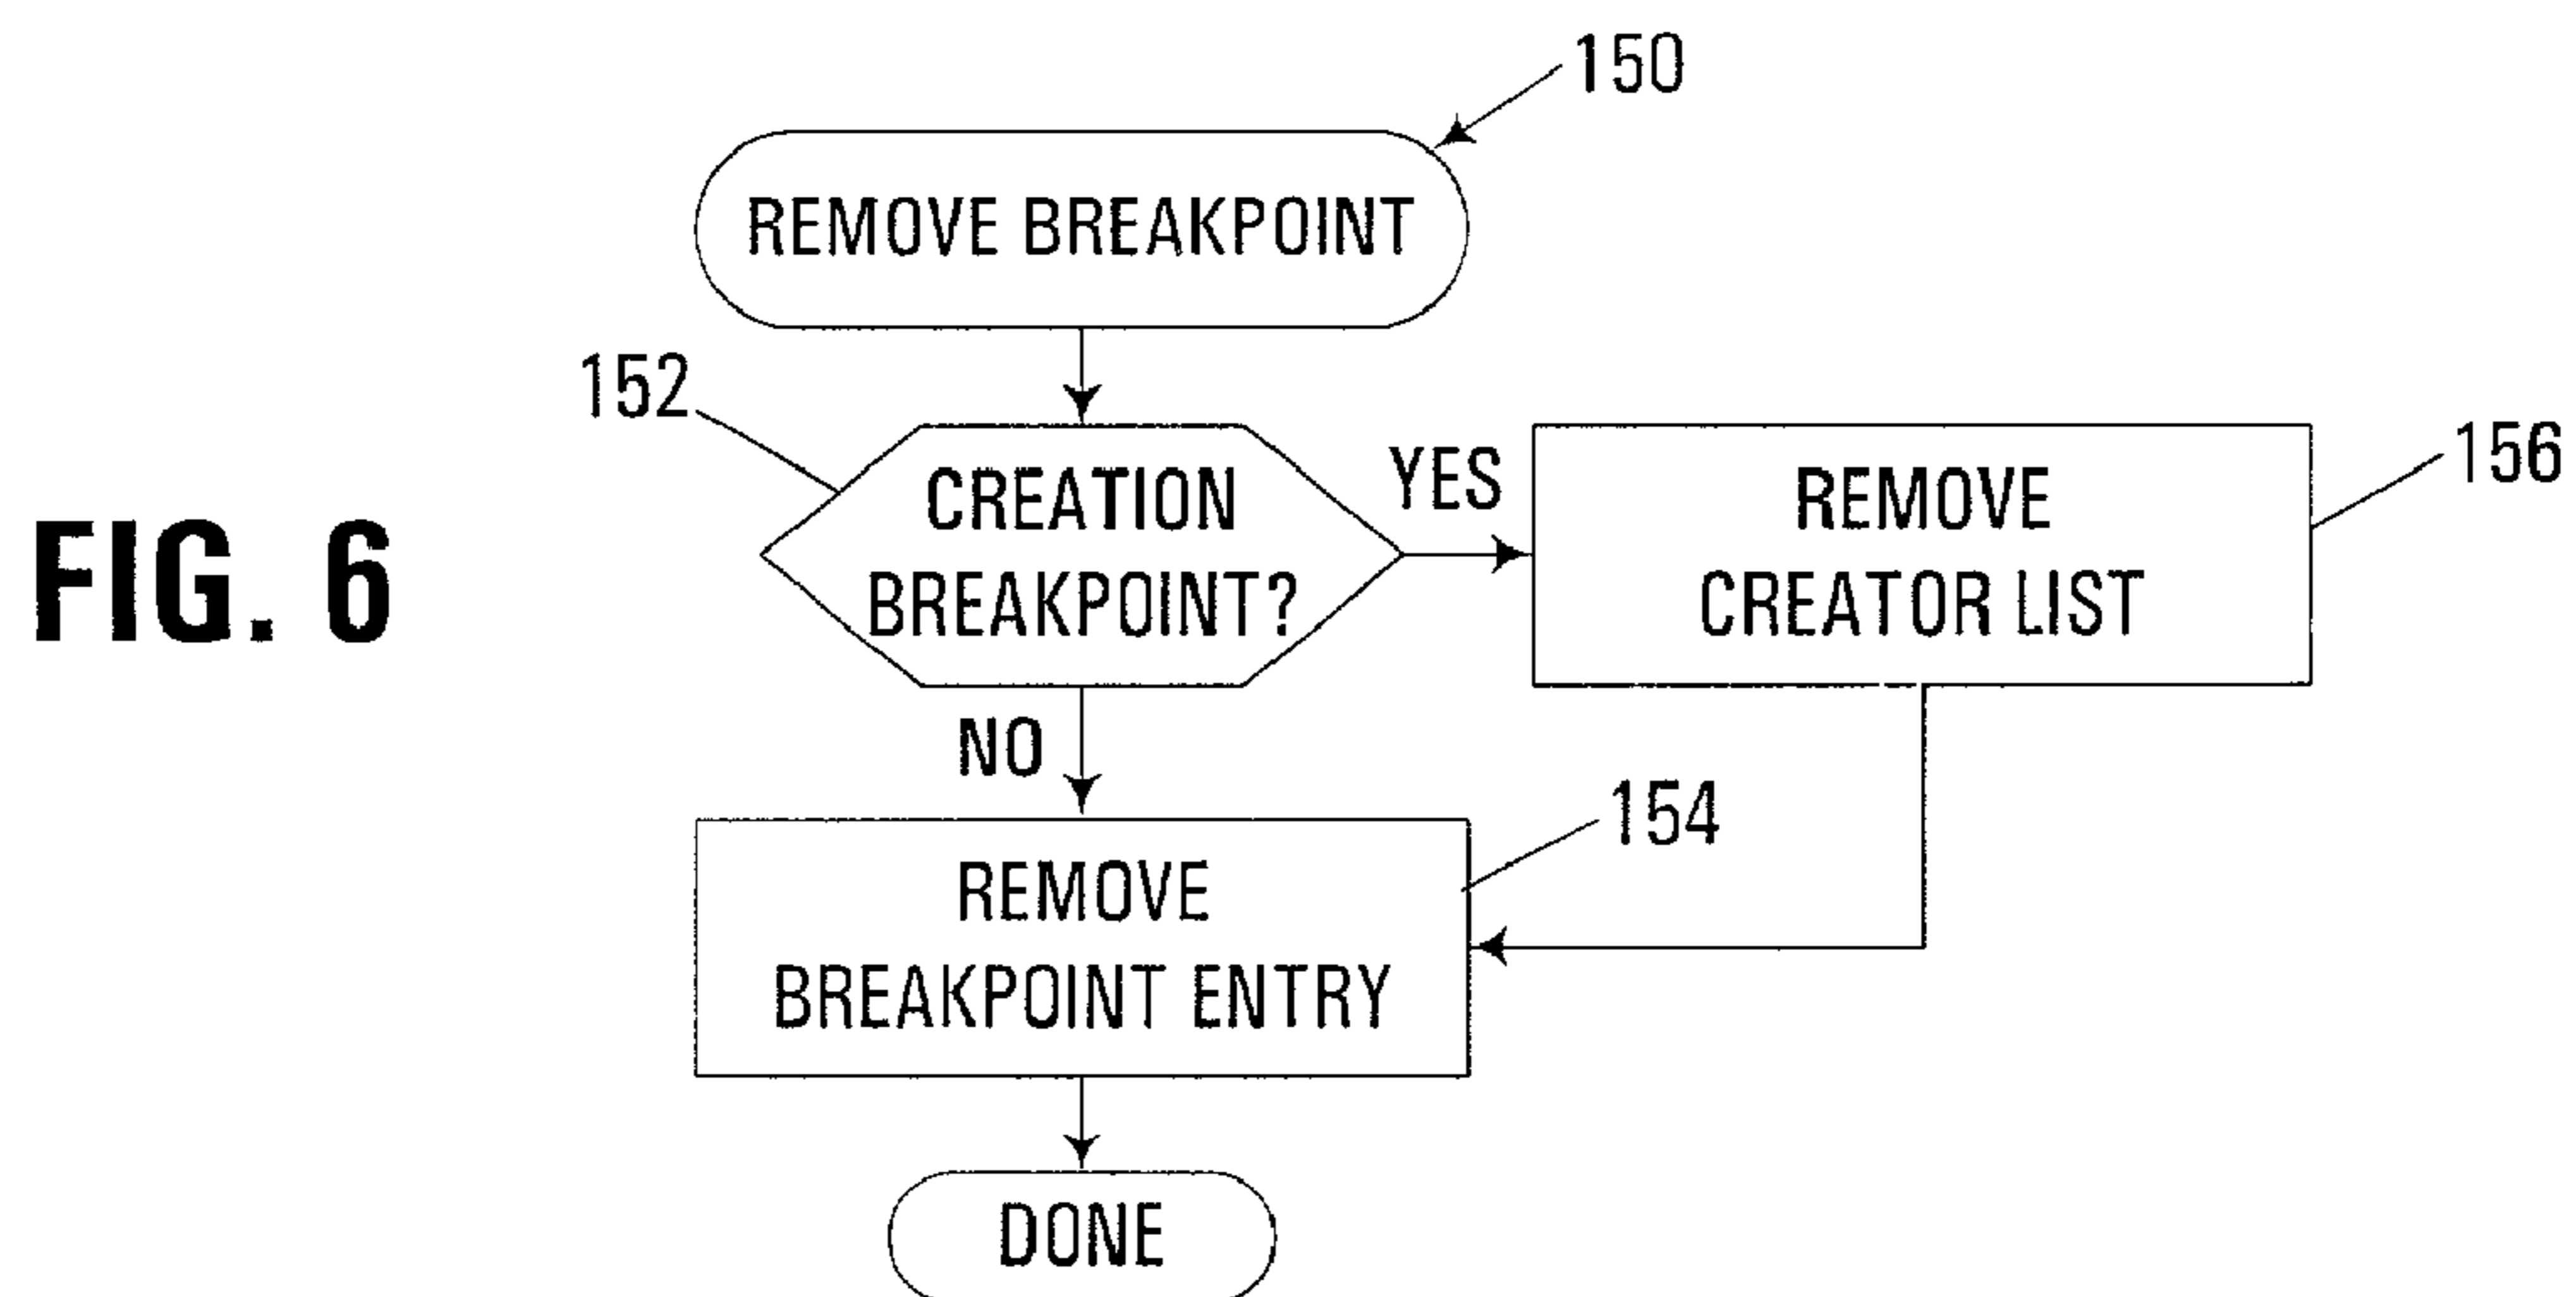 150
REMOVE BREAKPOINT
152
CREATION
BREAKPOINT?
YES
REMOVE
CREATOR LIST
156
FIG. 6
NO
154
REMOVE
BREAKPOINT ENTRY
DONE